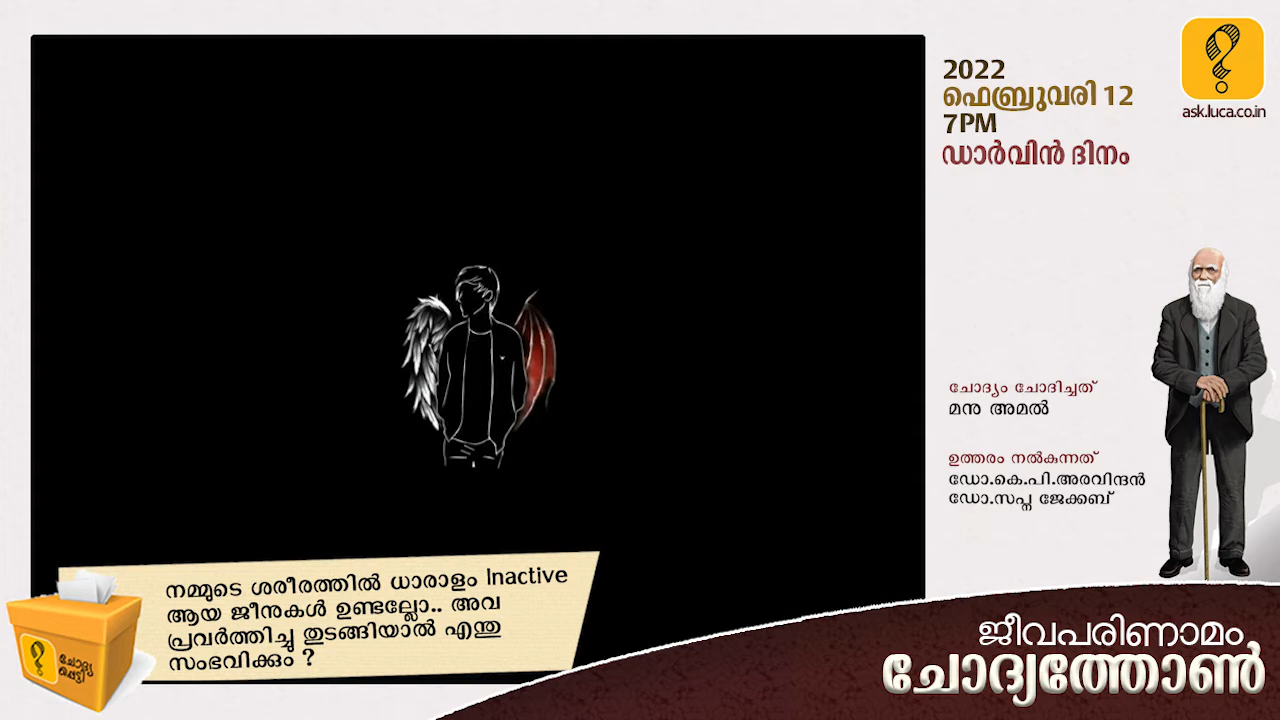 2022
ഫെബ്രുവരി 12
7PM
ഡാർവിൻ ദിനം
ask.luca.co.in
ചോദ്യം ചോദിച്ചത്
മനു അമൽ
ഉത്തരം നൽകുന്നത്
ഡോ.കെ.പി.അരവിന്ദൻ
ഡോ.സപ്ന ജേക്കബ്
നമ്മുടെ ശരീരത്തിൽ ധാരാളം Inactive
ആയ ജീനുകൾ ഉണ്ടല്ലോ.. അവ
പ്രവർത്തിച്ചു തുടങ്ങിയാൽ എന്തു
സംഭവിക്കും ?
ചോദ്യ
പ്പെട്ടി
ജീവപരിണാമം
ചോദ്യത്തോൺ